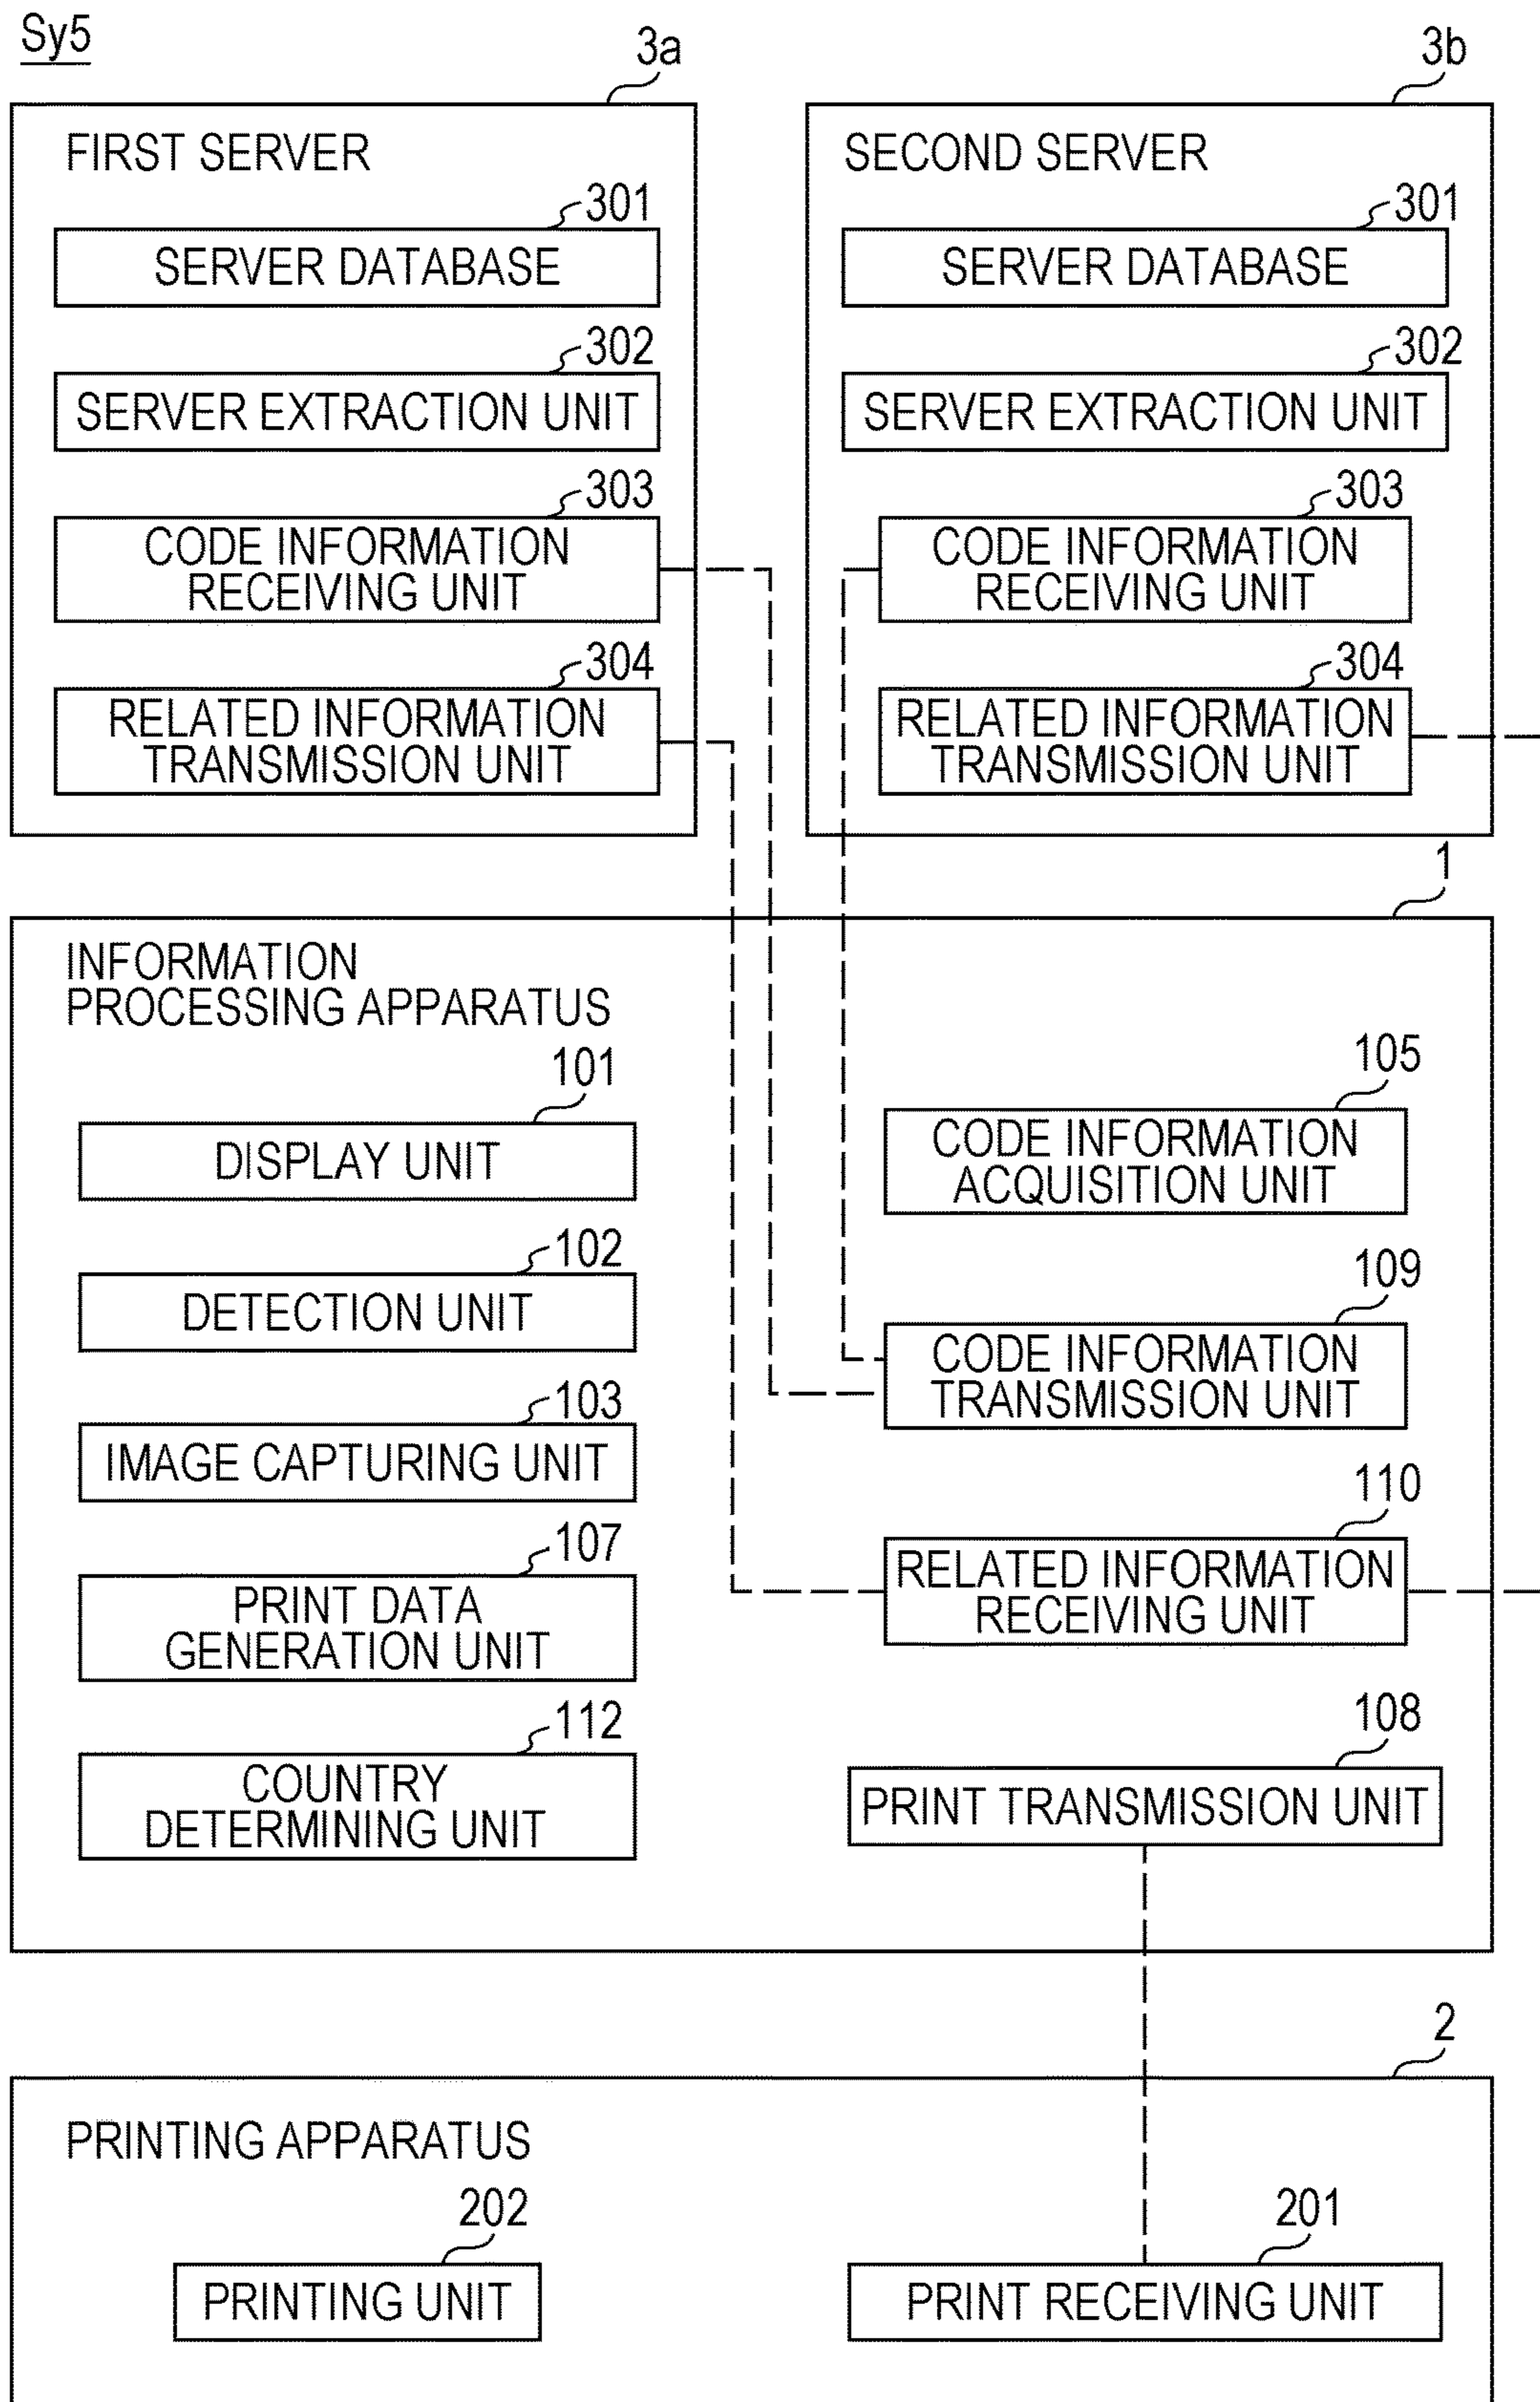 Sy5
3a
FIRST SERVER
301
SERVER DATABASE
302
SERVER EXTRACTION UNIT
303
CODE INFORMATION
RECEIVING UNIT
304
RELATED INFORMATION
TRANSMISSION UNIT
3b
SECOND SERVER
301
SERVER DATABASE
302
SERVER EXTRACTION UNIT
303
CODE INFORMATION
RECEIVING UNIT
304
RELATED INFORMATION
TRANSMISSION UNIT
1
INFORMATION
PROCESSING APPARATUS
101
DISPLAY UNIT
102
DETECTION UNIT
103
IMAGE CAPTURING UNIT
107
PRINT DATA
GENERATION UNIT
112
COUNTRY
DETERMINING UNIT
105
CODE INFORMATION
ACQUISITION UNIT
109
CODE INFORMATION
TRANSMISSION UNIT
110
RELATED INFORMATION
RECEIVING UNIT
108
PRINT TRANSMISSION UNIT
2
PRINTING APPARATUS
202
PRINTING UNIT
201
PRINT RECEIVING UNIT